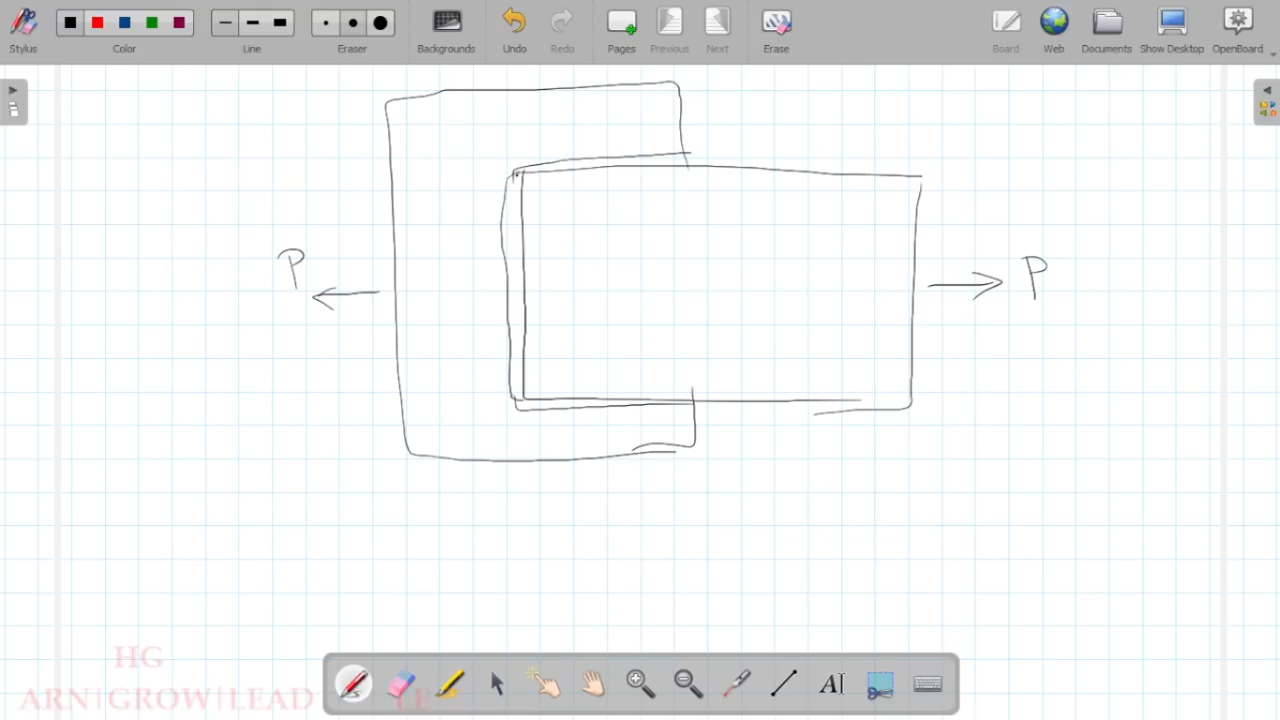 Stylus Color Line Eraser Backgrounds Undo Redo Pages Previous Next Erase Board Web Documents Show Desktop OpenBoard
P P
HG
ARN|GROW|LEAD